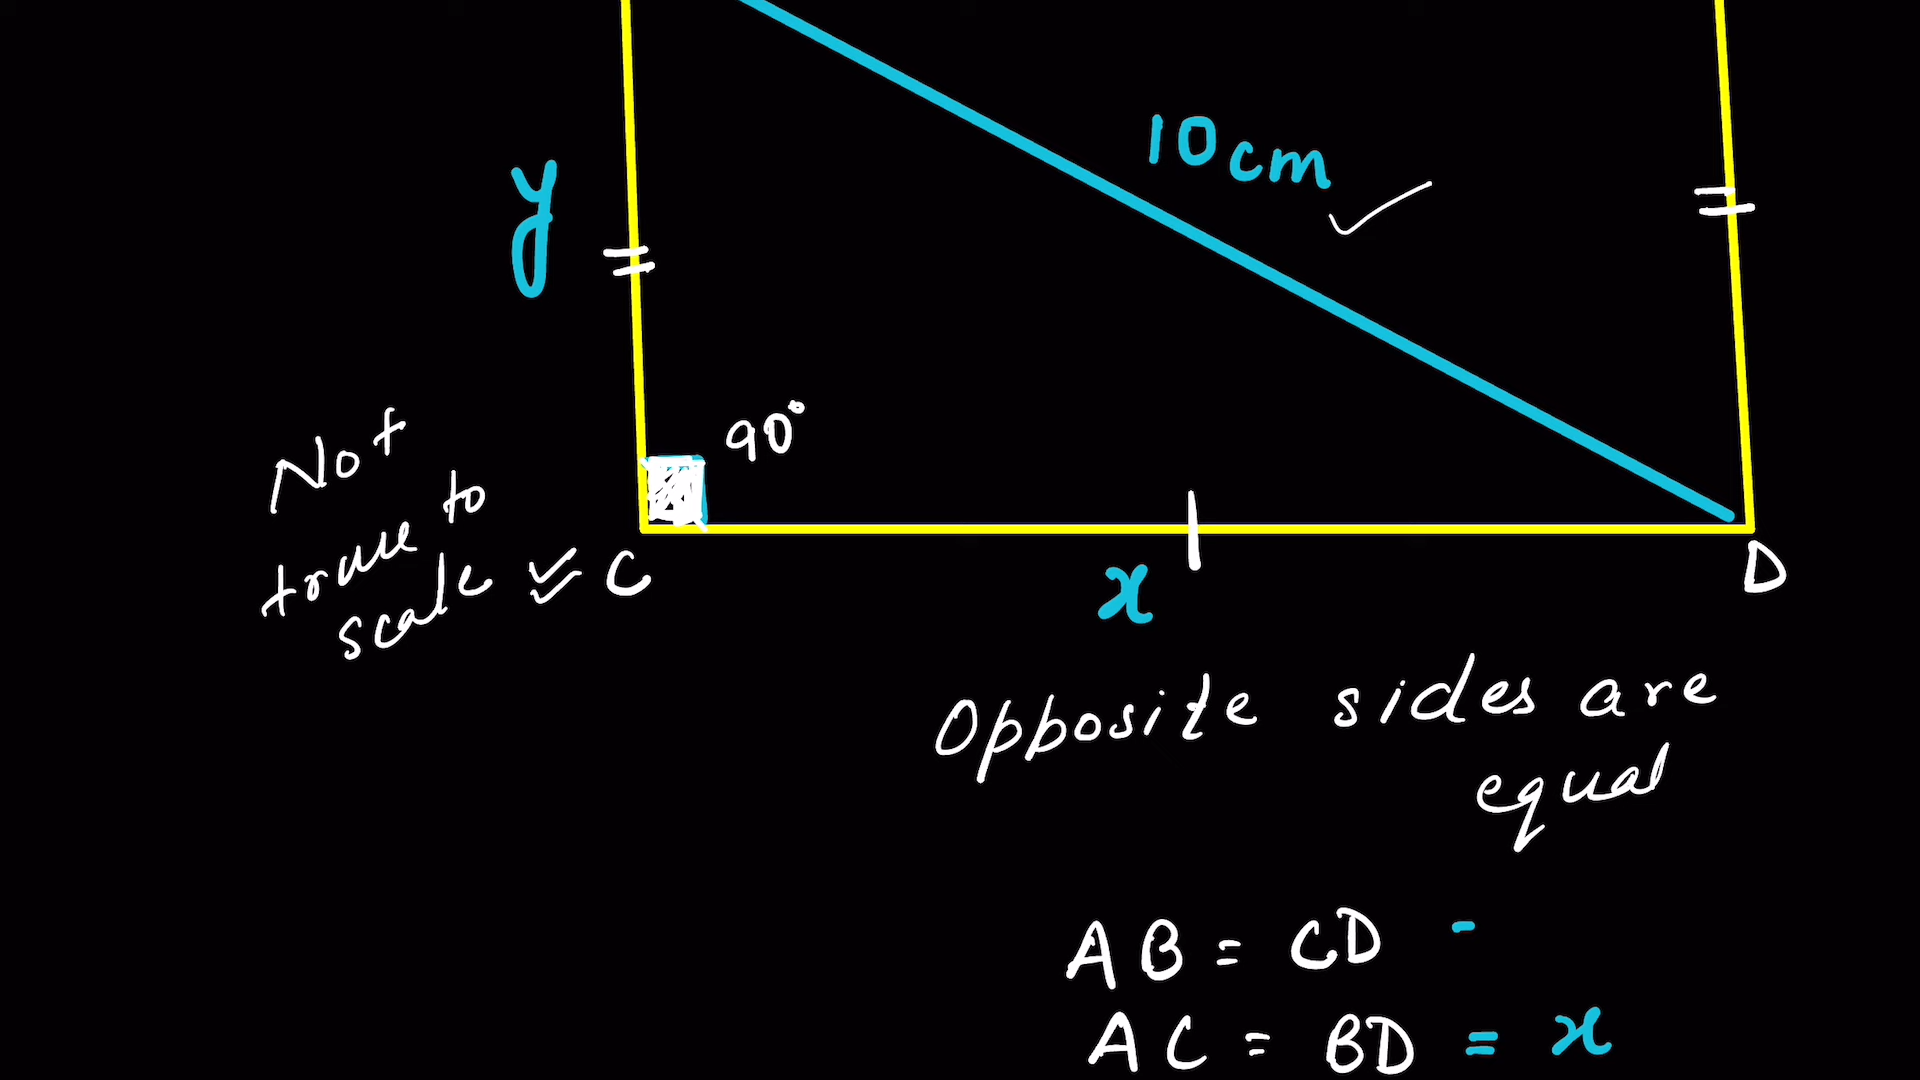 10cm
y
90°
Not
true to
scale
C
D
x
Opposite sides are
equal
AB = CD -
AC = BD = x